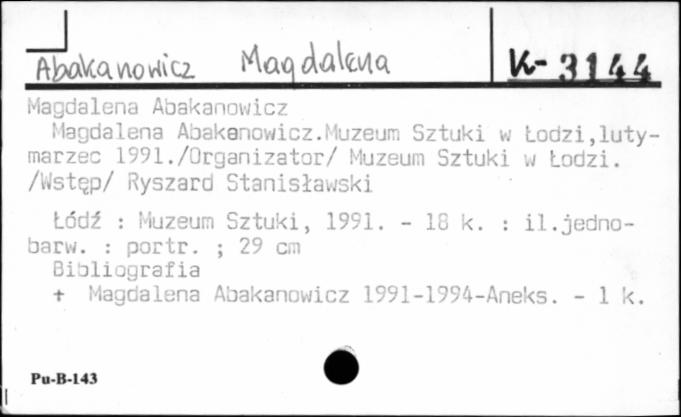 Abakanowicz Magdalena K-3144
Magdalena Abakanowicz
Magdalena Abakanowicz.Muzeum Sztuki w Łodzi,luty-
marzec 1991./Organizator/ Muzeum Sztuki w Łodzi.
/Wstęp/ Ryszard Stanisławski
Łódź : Muzeum Sztuki, 1991. - 18 k. : il.jedno-
barw. : portr. ; 29 cm
Bibliografia
+ Magdalena Abakanowicz 1991-1994-Aneks. - 1 k.
Pu-B-143